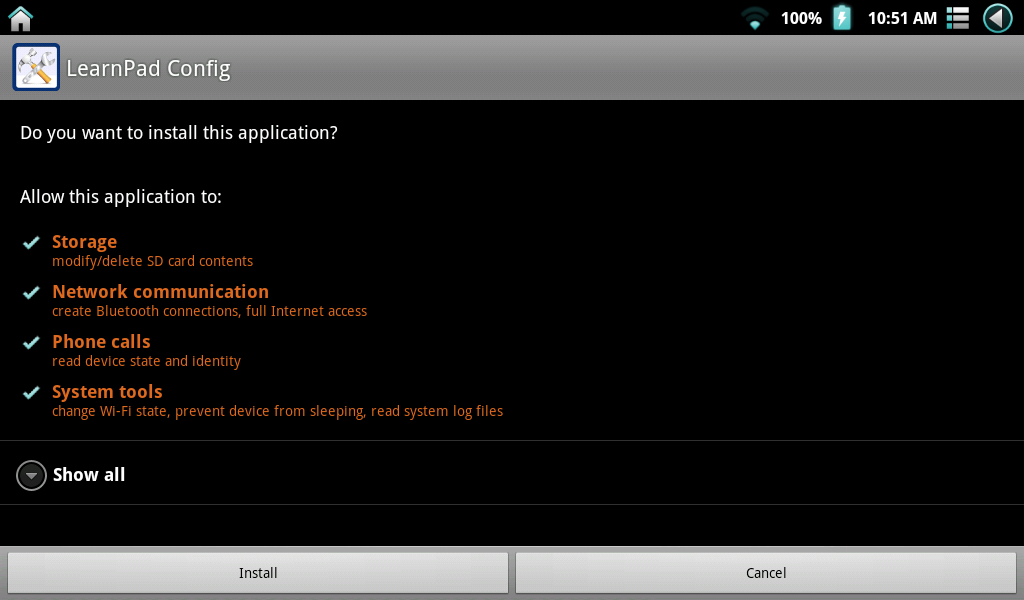 100%
10:51 AM
LearnPad Config
Do you want to install this application?
Allow this application to:
Storage
modify/delete SD card contents
Network communication
create Bluetooth connections, full Internet access
Phone calls
read device state and identity
System tools
change Wi-Fi state, prevent device from sleeping, read system log files
Show all
Install
Cancel